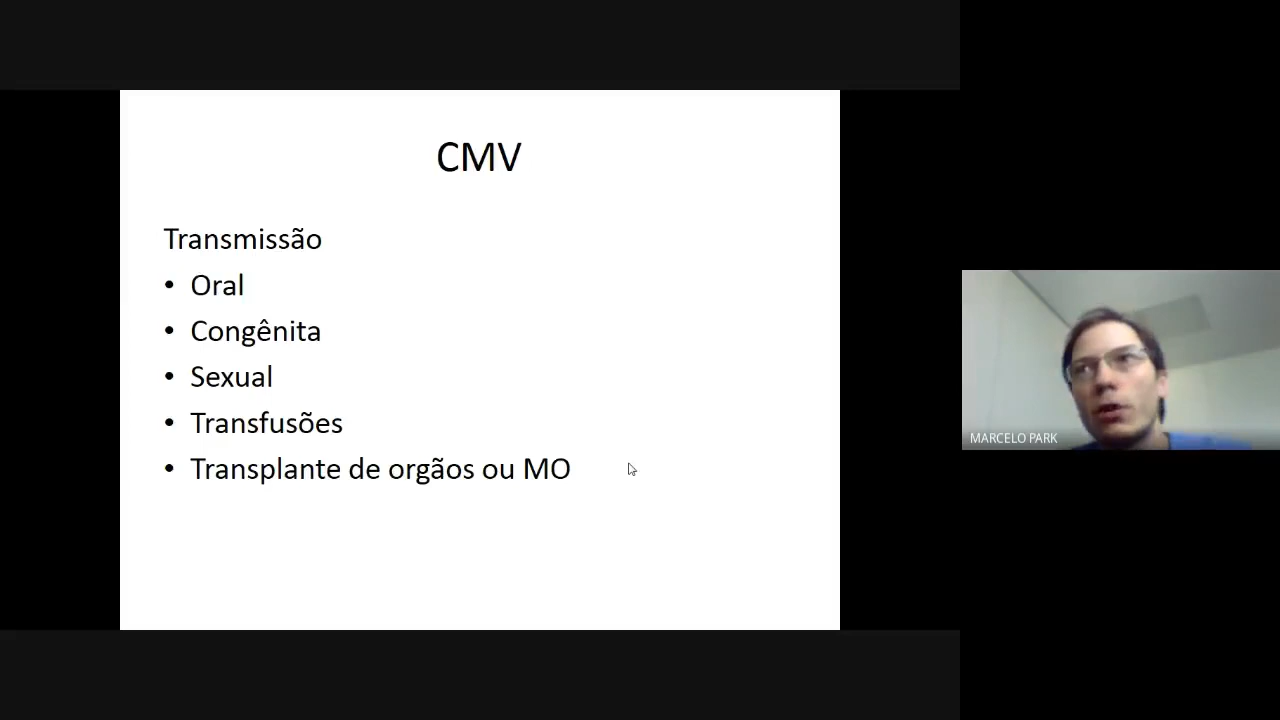 CMV
Transmissão
• Oral
• Congênita
• Sexual
• Transfusões
• Transplante de orgãos ou MO
MARCELO PARK